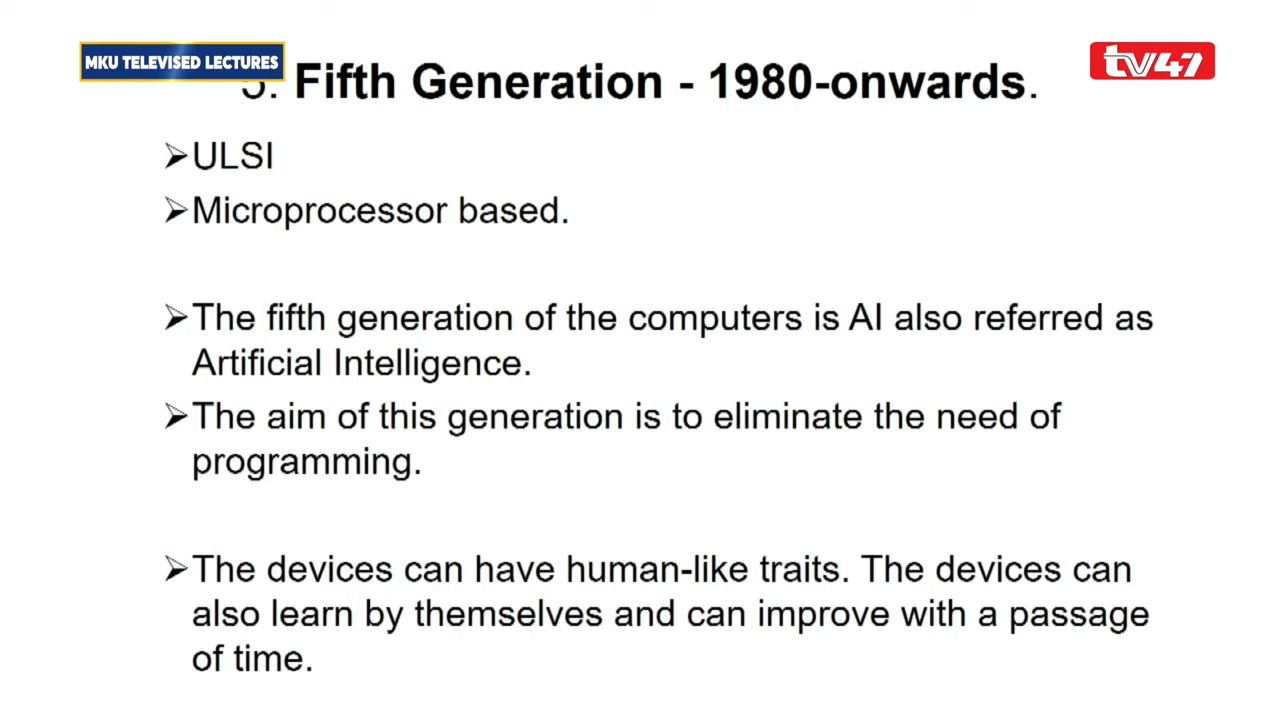 MKU TELEVISED LECTURES
tv47
5. Fifth Generation - 1980-onwards.
➢ULSI
➢Microprocessor based.
➢The fifth generation of the computers is AI also referred as
Artificial Intelligence.
➢The aim of this generation is to eliminate the need of
programming.
➢The devices can have human-like traits. The devices can
also learn by themselves and can improve with a passage
of time.